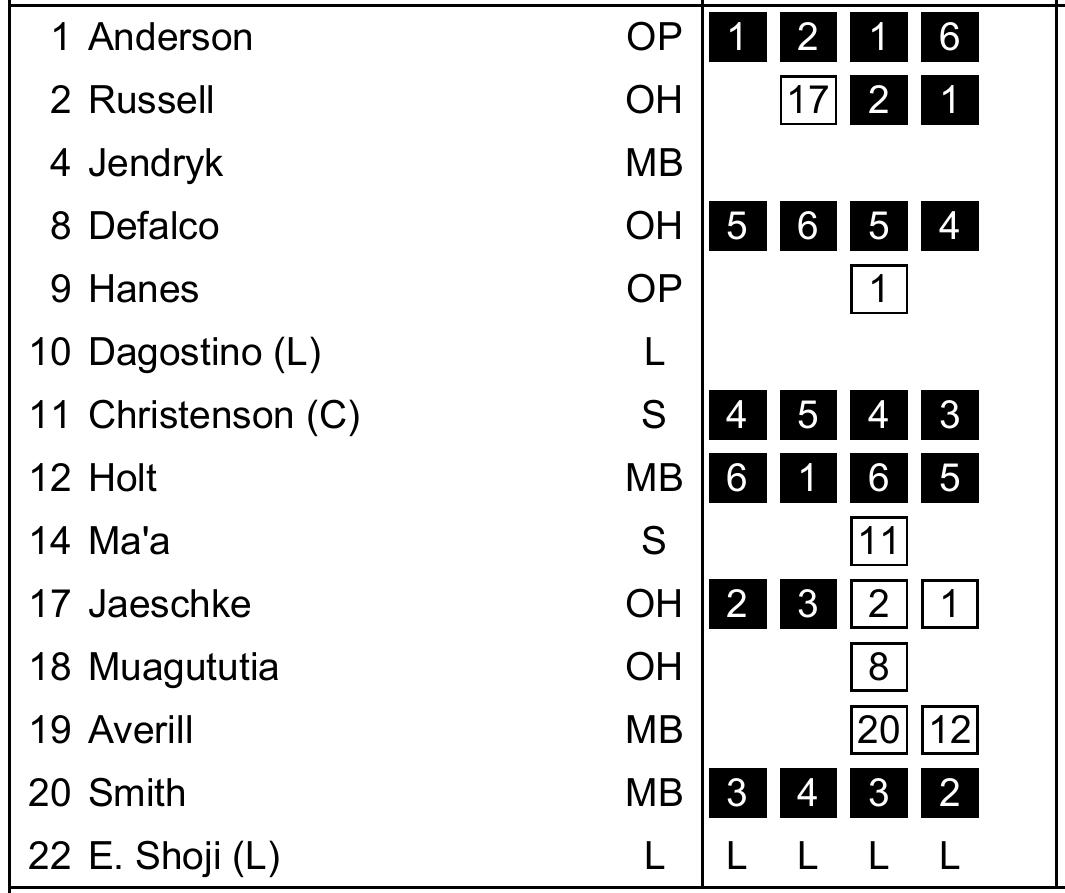 1 Anderson OP 1 2 1 6
2 Russell OH 17 2 1
4 Jendryk MB
8 Defalco OH 5 6 5 4
9 Hanes OP 1
10 Dagostino (L) L
11 Christenson (C) S 4 5 4 3
12 Holt MB 6 1 6 5
14 Ma'a S 11
17 Jaeschke OH 2 3 2 1
18 Muagututia OH 8
19 Averill MB 20 12
20 Smith MB 3 4 3 2
22 E. Shoji (L) L L L L L